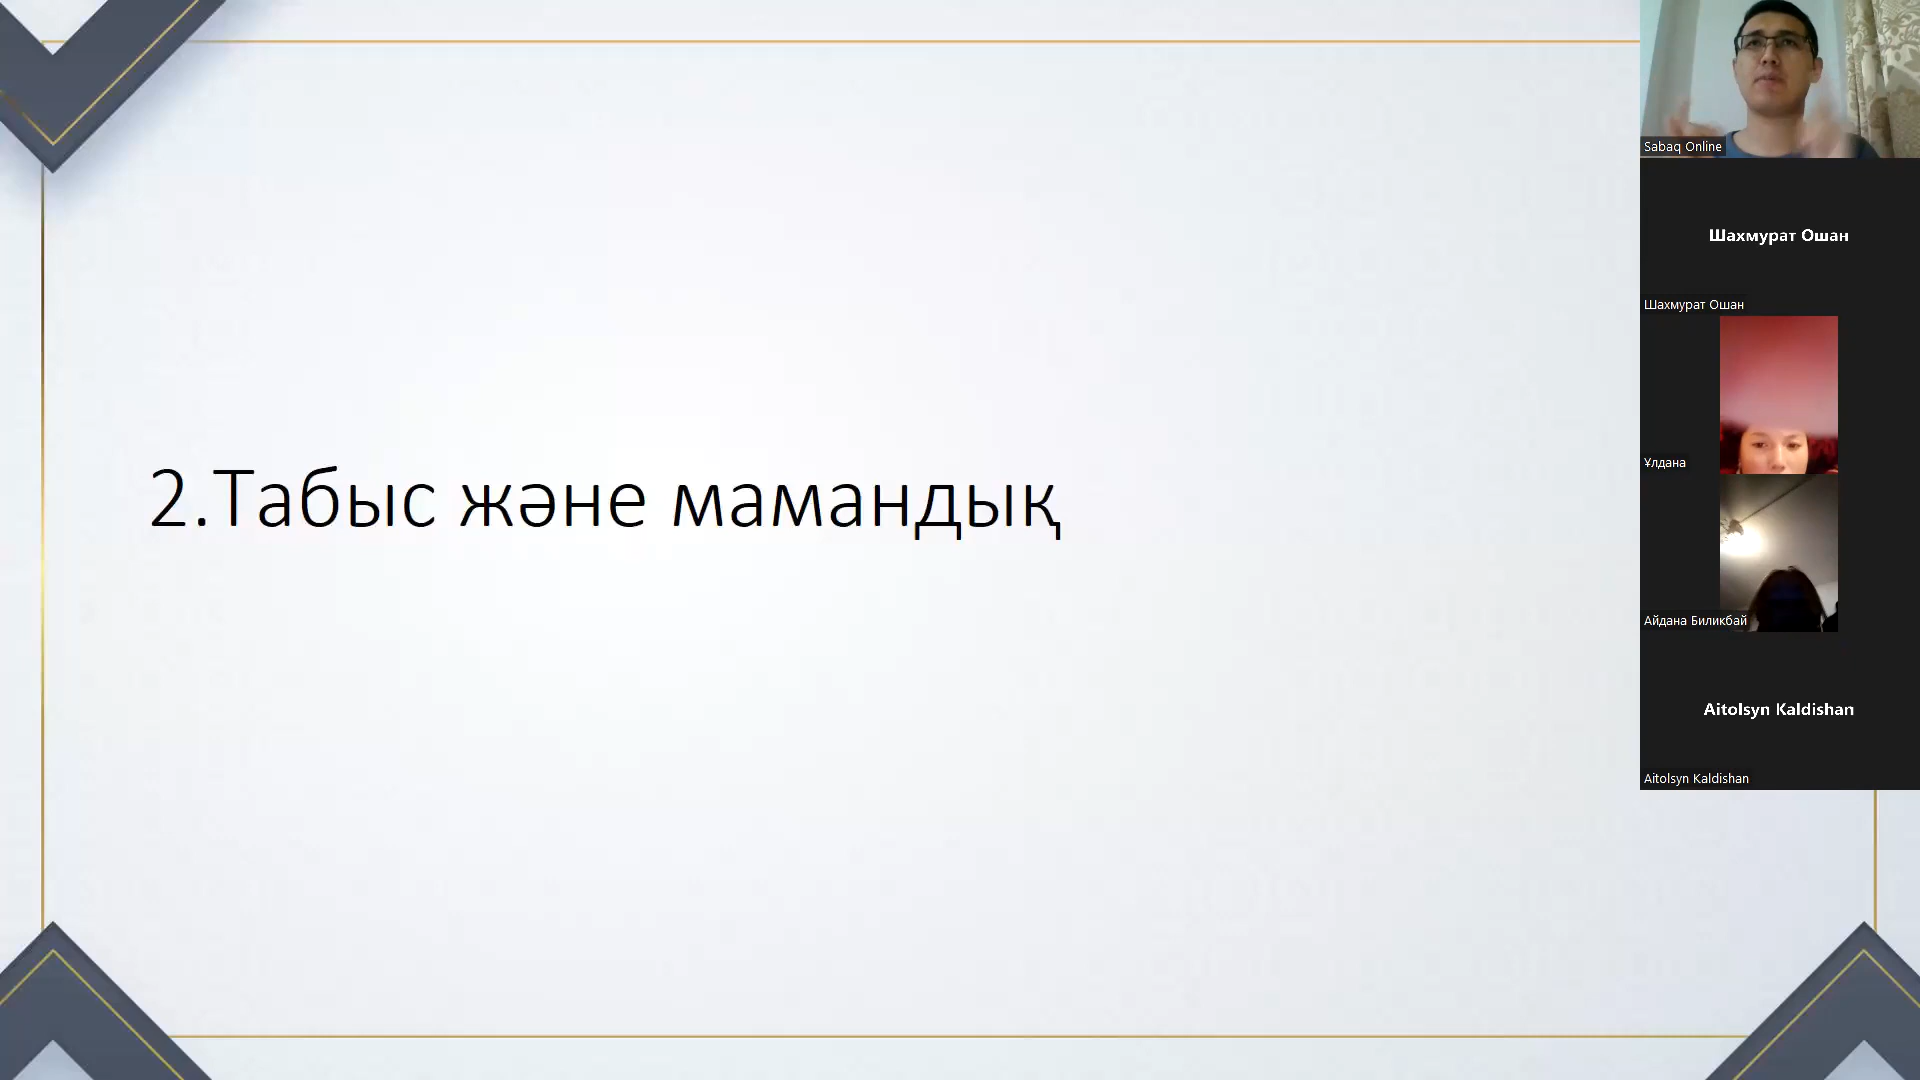 2.Табыс және мамандық
Sabaq Online
Шахмурат Ошан
Шахмурат Ошан
Ұлдана
Айдана Биликбай
Aitolsyn Kaldishan
Aitolsyn Kaldishan